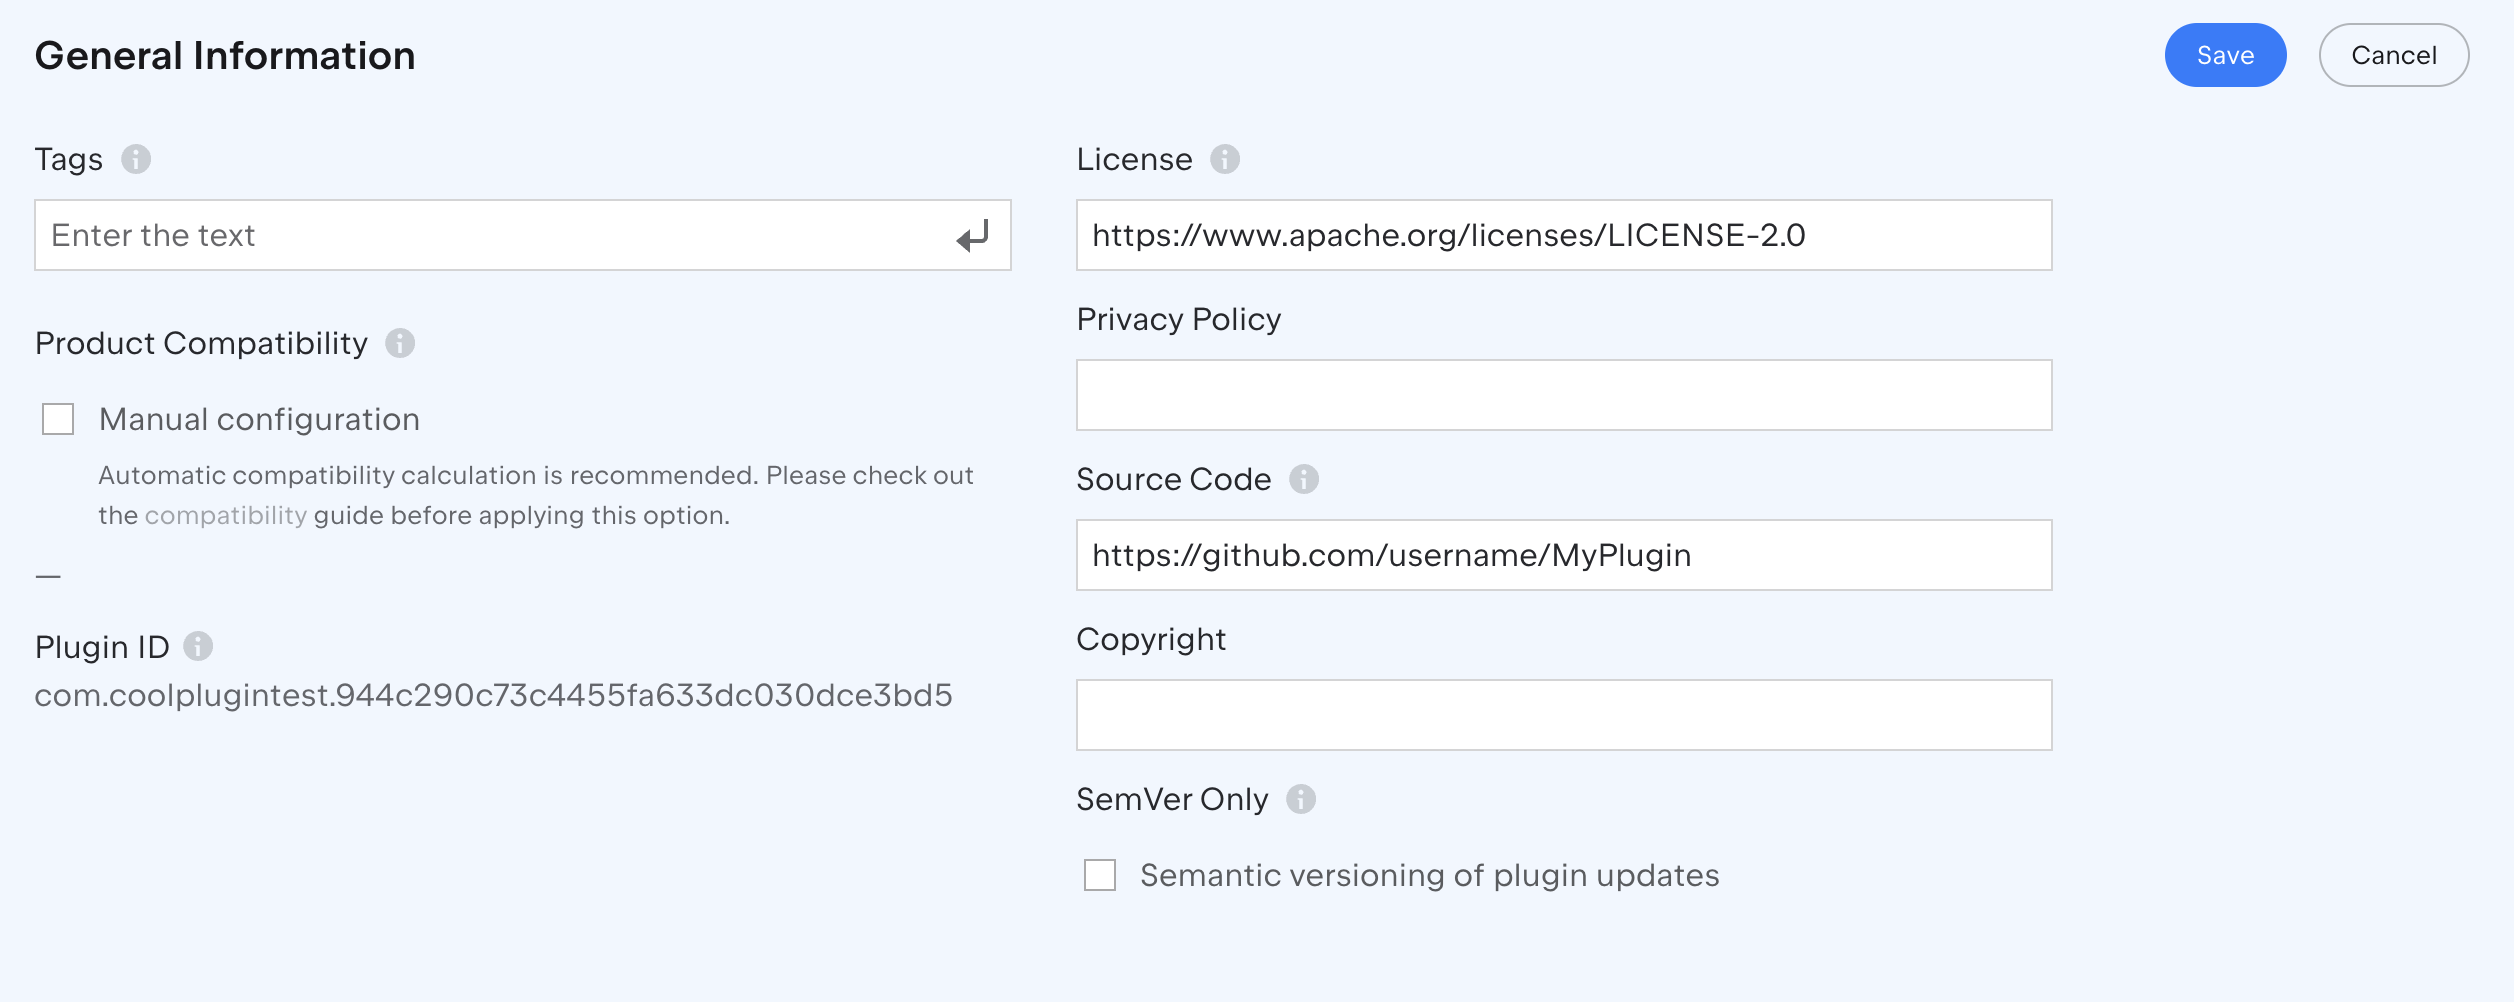 General Information
Save
Cancel
Tags
Enter the text
Product Compatibility
Manual configuration
Automatic compatibility calculation is recommended. Please check out
the compatibility guide before applying this option.
—
Plugin ID
com.coolplugintest.944c290c73c4455fa633dc030dce3bd5
License
https://www.apache.org/licenses/LICENSE-2.0
Privacy Policy
Source Code
https://github.com/username/MyPlugin
Copyright
SemVer Only
Semantic versioning of plugin updates